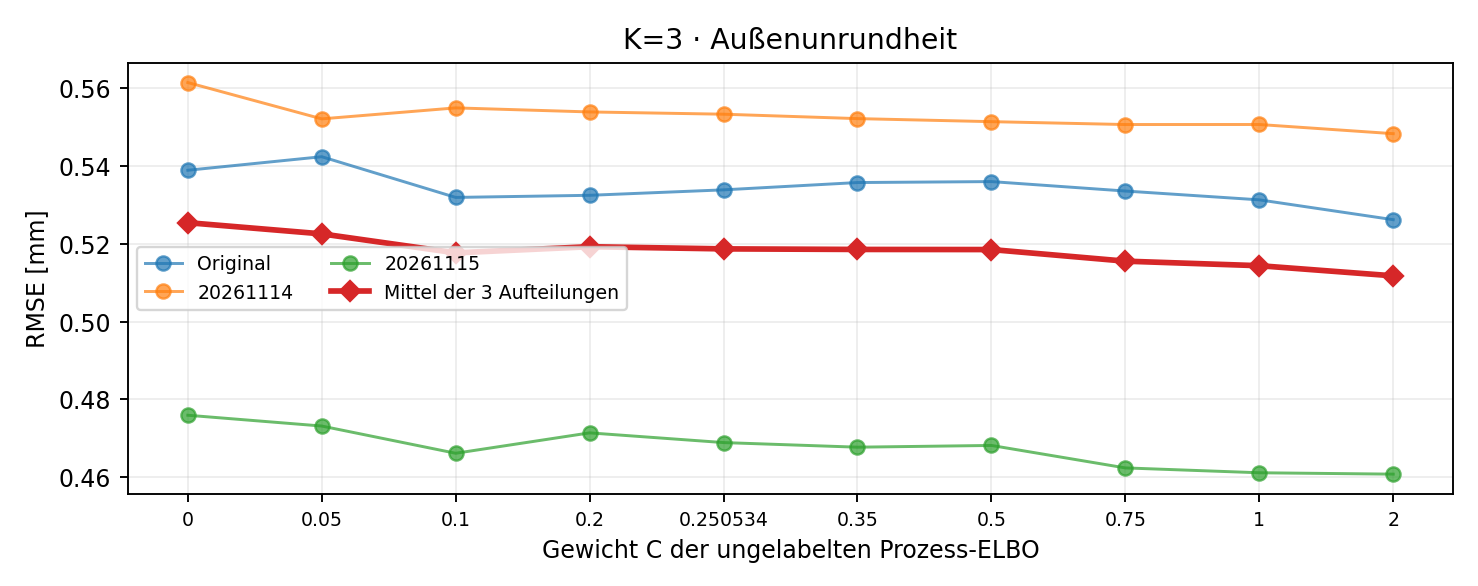 K=3 · Außenunrundheit
RMSE [mm]
0.56
0.54
0.52
0.50
0.48
0.46
Original
20261114
20261115
Mittel der 3 Aufteilungen
0 0.05 0.1 0.2 0.250534 0.35 0.5 0.75 1 2
Gewicht C der ungelabelten Prozess-ELBO